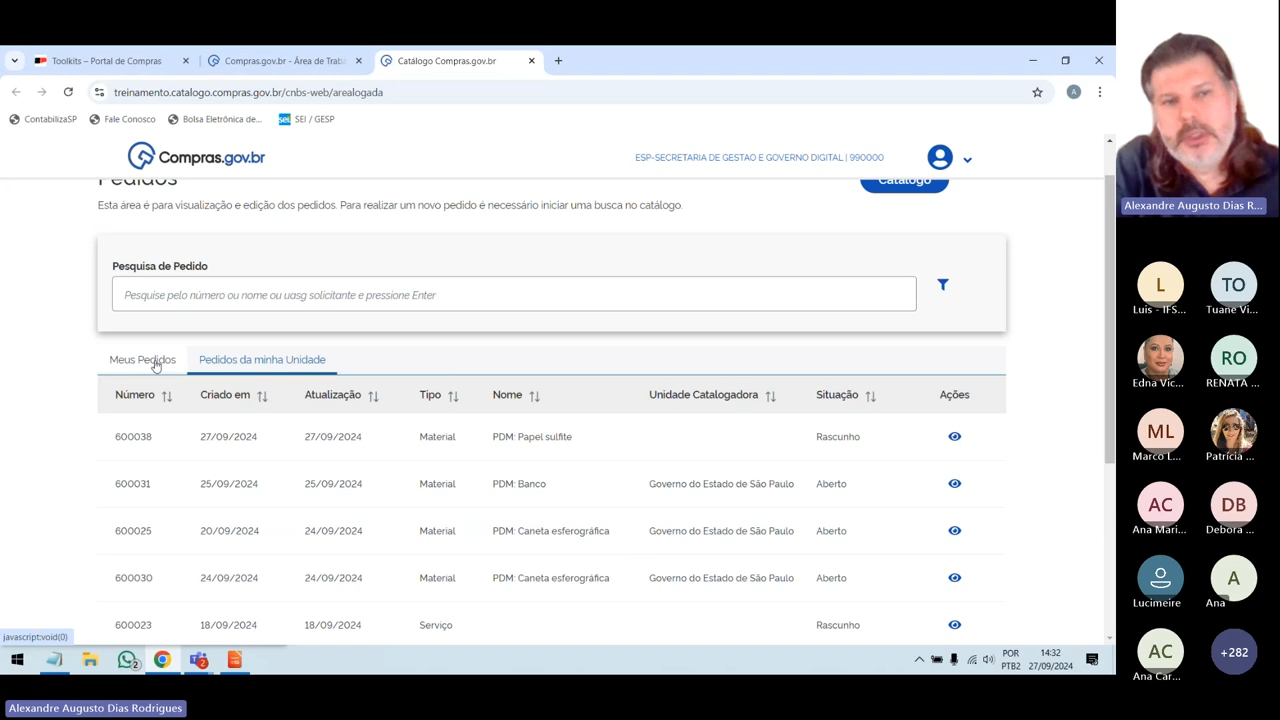 Toolkits – Portal de Compras
Compras.gov.br - Área de Traba
Catálogo Compras.gov.br
treinamento.catalogo.compras.gov.br/cnbs-web/arealogada
A
ContabilizaSP
Fale Conosco
Bolsa Eletrônica de...
sei!
SEI / GESP
Compras.gov.br
ESP-SECRETARIA DE GESTAO E GOVERNO DIGITAL | 990000
Pedidos
Catálogo
Esta área é para visualização e edição dos pedidos. Para realizar um novo pedido é necessário iniciar uma busca no catálogo.
Pesquisa de Pedido
Pesquise pelo número ou nome ou uasg solicitante e pressione Enter
Meus Pedidos
Pedidos da minha Unidade
Número Criado em Atualização Tipo Nome Unidade Catalogadora Situação Ações
600038 27/09/2024 27/09/2024 Material PDM: Papel sulfite Rascunho
600031 25/09/2024 25/09/2024 Material PDM: Banco Governo do Estado de São Paulo Aberto
600025 20/09/2024 24/09/2024 Material PDM: Caneta esferográfica Governo do Estado de São Paulo Aberto
600030 24/09/2024 24/09/2024 Material PDM: Caneta esferográfica Governo do Estado de São Paulo Aberto
600023 18/09/2024 18/09/2024 Serviço Rascunho
javascript:void(0)
2
2
POR
PTB2
14:32
27/09/2024
Alexandre Augusto Dias Rodrigues
Alexandre Augusto Dias R...
L
Luis - IFS...
TO
Tuane Vi...
Edna Vic...
RO
RENATA ...
ML
Marco L...
Patrícia ...
AC
Ana Mari...
DB
Debora ...
Lucimeire
A
Ana
AC
Ana Car...
+282